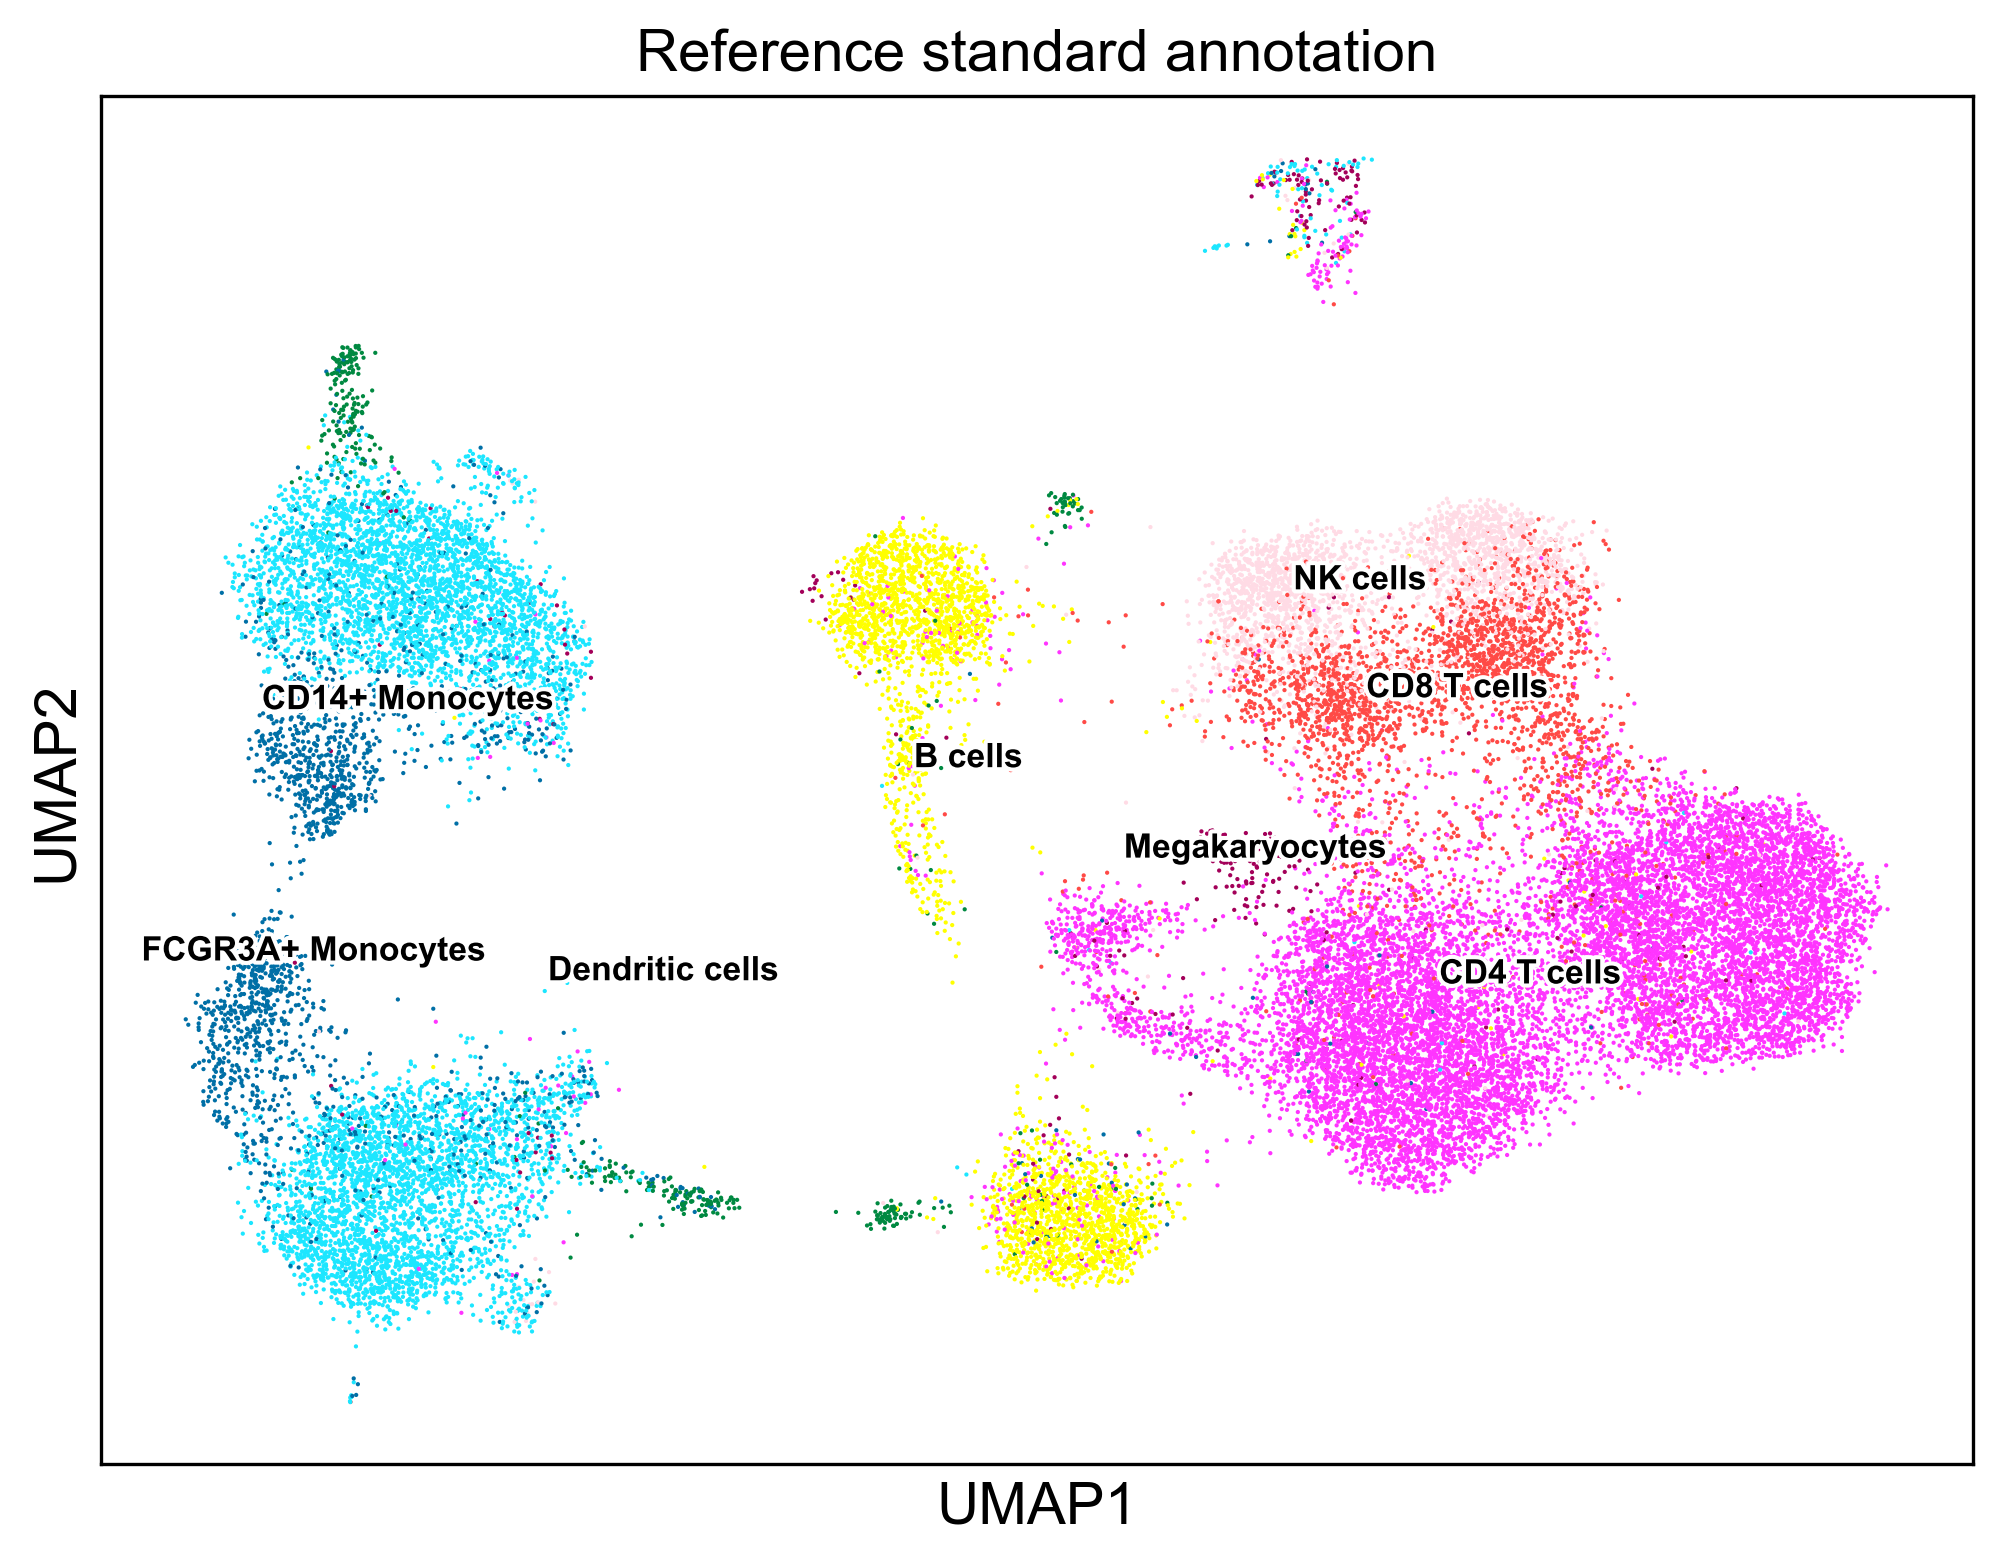 Reference standard annotation
NK cells
CD8 T cells
CD14+ Monocytes
B cells
Megakaryocytes
FCGR3A+ Monocytes
Dendritic cells
CD4 T cells
UMAP2
UMAP1